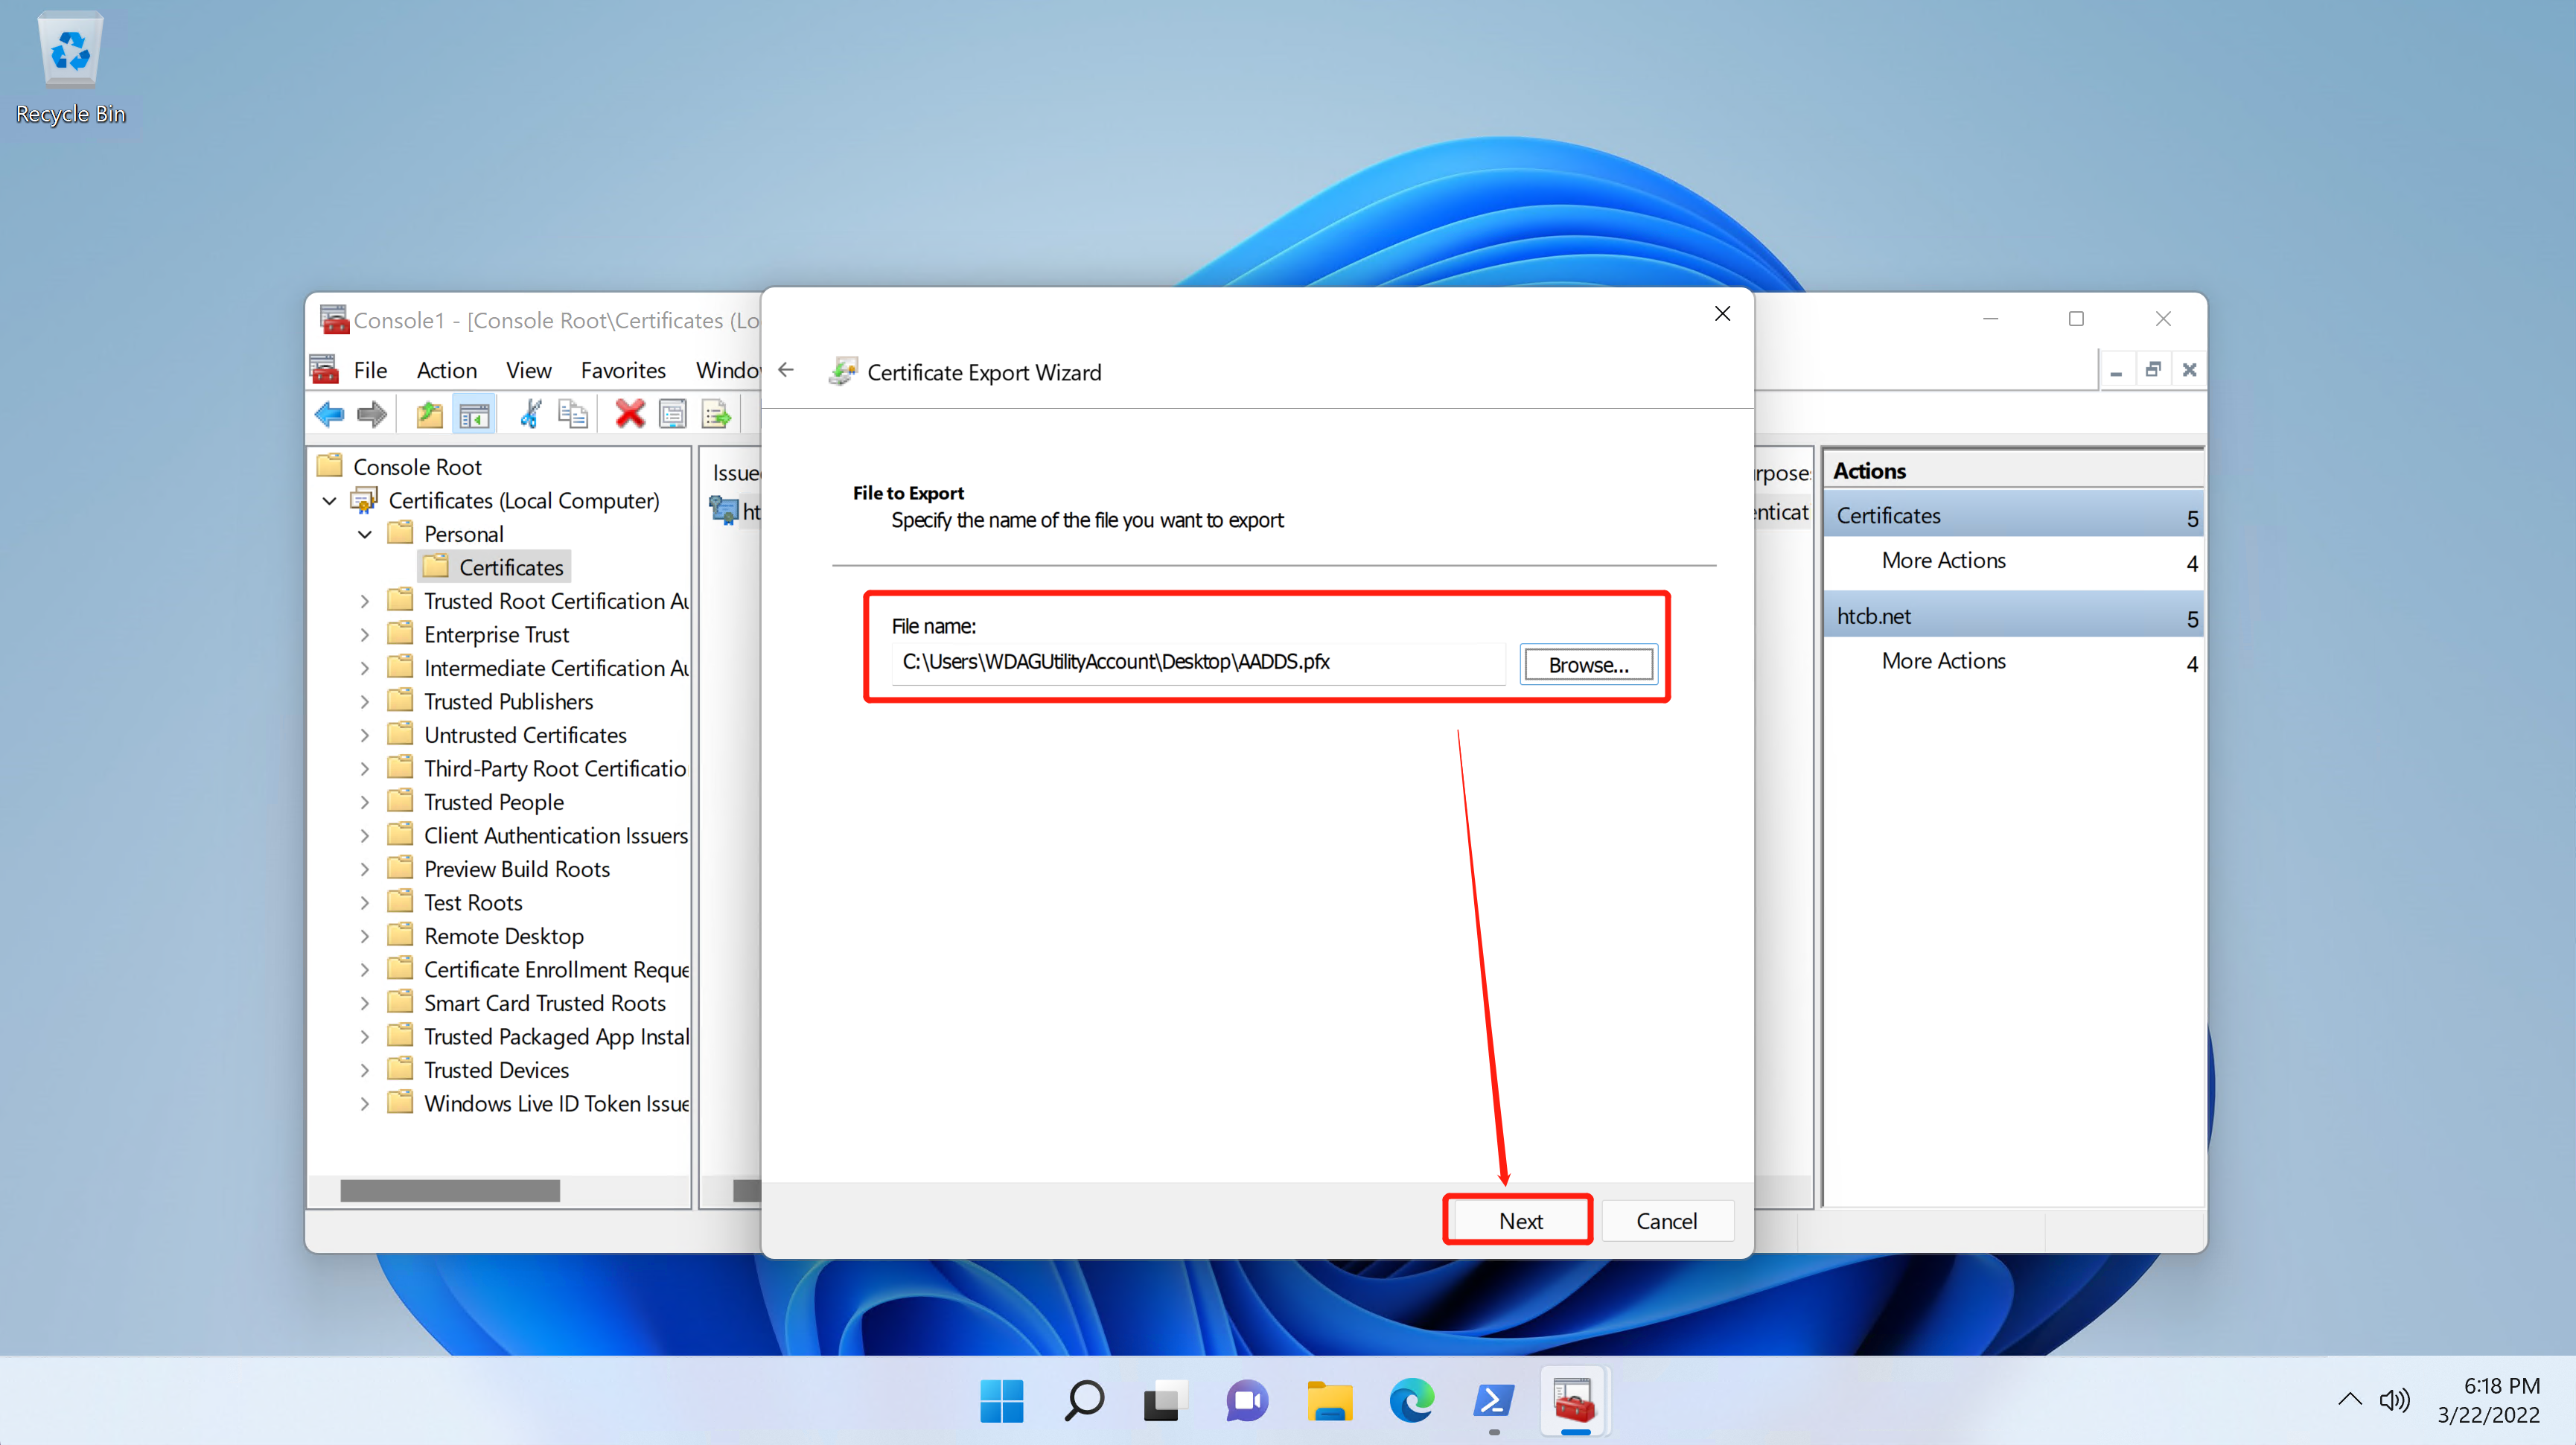 Recycle Bin
Console1 - [Console Root\Certificates (Lo
File Action View Favorites Windo
Console Root
Certificates (Local Computer)
Personal
Certificates
Trusted Root Certification Au
Enterprise Trust
Intermediate Certification Au
Trusted Publishers
Untrusted Certificates
Third-Party Root Certificatio
Trusted People
Client Authentication Issuers
Preview Build Roots
Test Roots
Remote Desktop
Certificate Enrollment Reque
Smart Card Trusted Roots
Trusted Packaged App Instal
Trusted Devices
Windows Live ID Token Issue
Issue
ht
Certificate Export Wizard
File to Export
Specify the name of the file you want to export
File name:
C:\Users\WDAGUtilityAccount\Desktop\AADDS.pfx
Browse...
Next
Cancel
rpose
nticat
Actions
Certificates 5
More Actions 4
htcb.net 5
More Actions 4
6:18 PM
3/22/2022